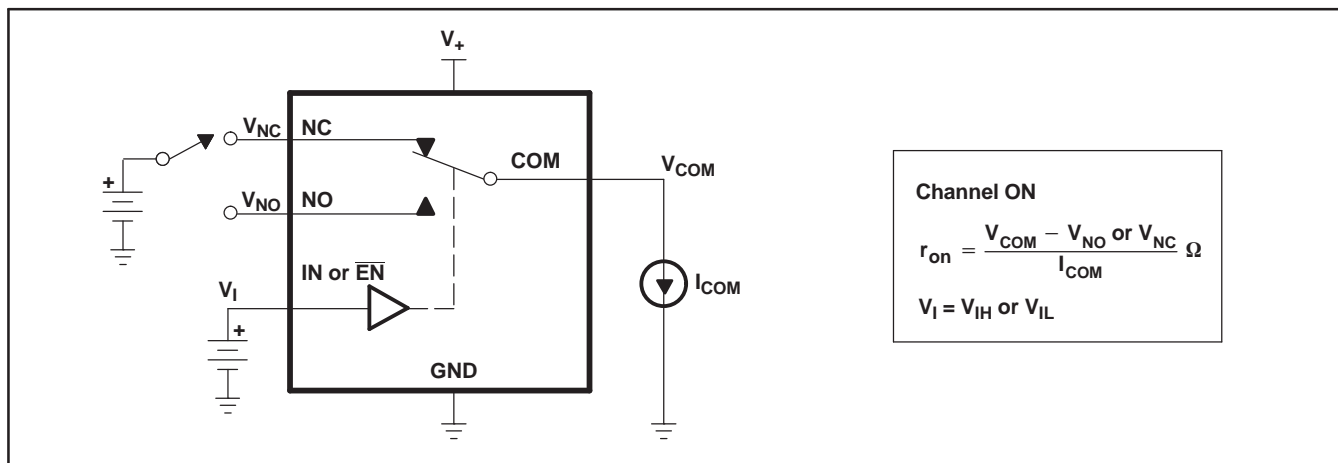 V+
VNC NC
COM
VCOM
VNO NO
IN or E̅N̅
VI
+
+
ICOM
GND
Channel ON
ron = VCOM − VNO or VNC / ICOM Ω
VI = VIH or VIL